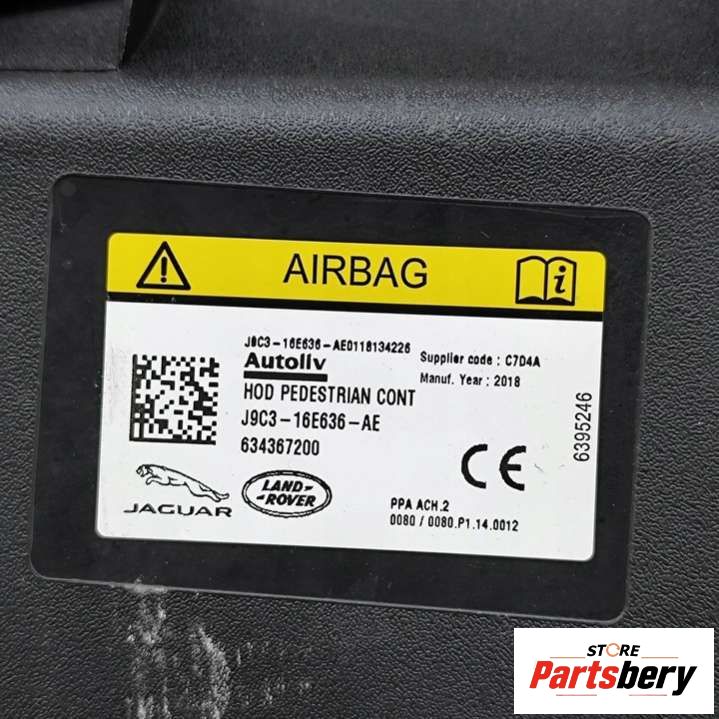 AIRBAG
J9C3-16E636-AE0118134226
Autoliv
Supplier code : C7D4A
Manuf. Year : 2018
HOD PEDESTRIAN CONT
J9C3-16E636-AE
634367200
CE
6395246
JAGUAR
LAND-
ROVER
PPA ACH.2
0080 / 0080.P1.14.0012
STORE
Partsbery